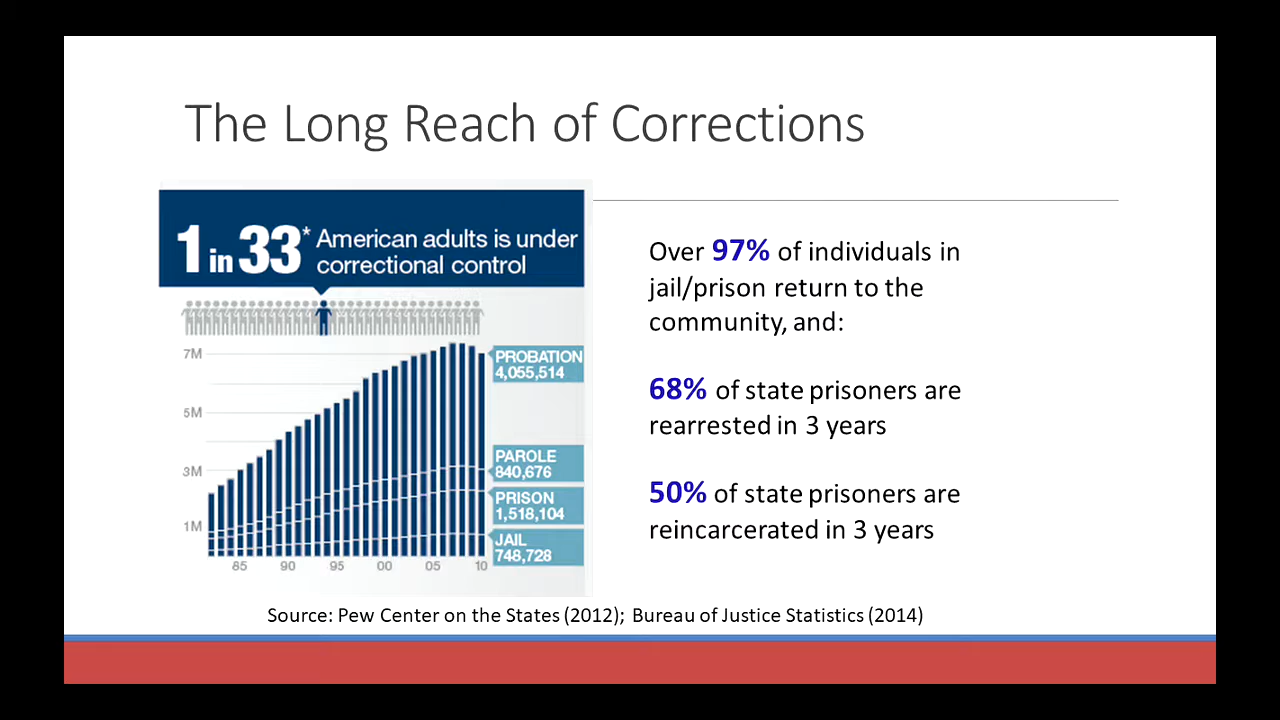 The Long Reach of Corrections
1 in 33* American adults is under
correctional control
7M
5M
3M
1M
85 90 95 00 05 10
PROBATION
4,055,514
PAROLE
840,676
PRISON
1,518,104
JAIL
748,728
Over 97% of individuals in
jail/prison return to the
community, and:
68% of state prisoners are
rearrested in 3 years
50% of state prisoners are
reincarcerated in 3 years
Source: Pew Center on the States (2012); Bureau of Justice Statistics (2014)